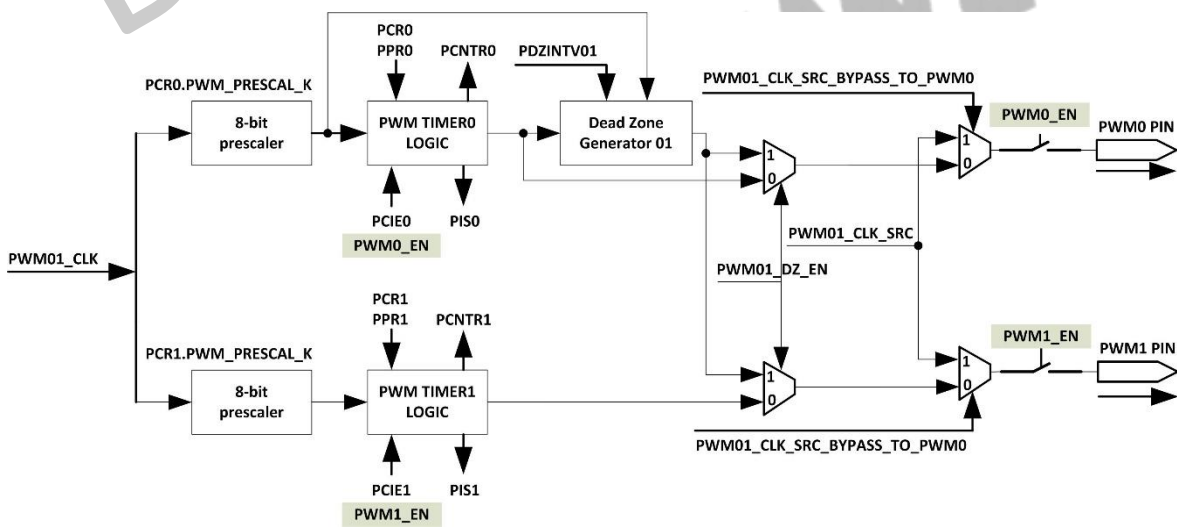 PCR0
PPR0
PCNTR0
PDZINTV01
PCR0.PWM_PRESCAL_K
PWM01_CLK_SRC_BYPASS_TO_PWM0
8-bit
prescaler
PWM TIMER0
LOGIC
Dead Zone
Generator 01
1
0
1
0
PWM0_EN
PWM0 PIN
PCIE0
PIS0
PWM0_EN
PWM01_CLK_SRC
PWM01_CLK
PWM01_DZ_EN
PCR1
PPR1
PCNTR1
PCR1.PWM_PRESCAL_K
8-bit
prescaler
PWM TIMER1
LOGIC
1
0
1
0
PWM1_EN
PWM1 PIN
PWM01_CLK_SRC_BYPASS_TO_PWM0
PCIE1
PIS1
PWM1_EN